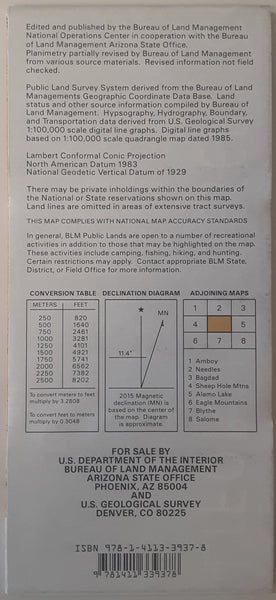 Edited and published by the Bureau of Land Management
National Operations Center in cooperation with the Bureau
of Land Management Arizona State Office.
Planimetry partially revised by Bureau of Land Management
from various source materials. Revised information not field
checked.
Public Land Survey System derived from the Bureau of Land
Managements Geographic Coordinate Data Base. Land
status and other source information compiled by Bureau of
Land Management. Hypsography, Hydrography, Boundary,
and Transportation data derived from U.S. Geological Survey
1:100,000 scale digital line graphs. Digital line graphs
based on 1:100,000 scale quadrangle map dated 1985.
Lambert Conformal Conic Projection
North American Datum 1983
National Geodetic Vertical Datum of 1929
There may be private inholdings within the boundaries of
the National or State reservations shown on this map.
Land lines are omitted in areas of extensive tract surveys.
THIS MAP COMPLIES WITH NATIONAL MAP ACCURACY STANDARDS
In general, BLM Public Lands are open to a number of recreational
activities in addition to those that may be highlighted on the map.
These activities include camping, fishing, hiking, and hunting.
Certain restrictions may apply. Contact appropriate BLM State,
District, or Field Office for more information.
CONVERSION TABLE
METERS FEET
250 820
500 1640
750 2461
1000 3281
1250 4101
1500 4921
1750 5741
2000 6562
2250 7382
2500 8202
To convert meters to feet
multiply by 3.2808
To convert feet to meters
multiply by 0.3048
DECLINATION DIAGRAM
MN
11.4°
2015 Magnetic
declination (MN) is
based on the center of
the map. Diagram
is approximate.
ADJOINING MAPS
1 2 3
4 5
6 7 8
1 Amboy
2 Needles
3 Bagdad
4 Sheep Hole Mtns
5 Alamo Lake
6 Eagle Mountains
7 Blythe
8 Salome
FOR SALE BY
U.S. DEPARTMENT OF THE INTERIOR
BUREAU OF LAND MANAGEMENT
ARIZONA STATE OFFICE
PHOENIX, AZ 85004
AND
U.S. GEOLOGICAL SURVEY
DENVER, CO 80225
ISBN 978-1-4113-3937-8
9 781411 339378